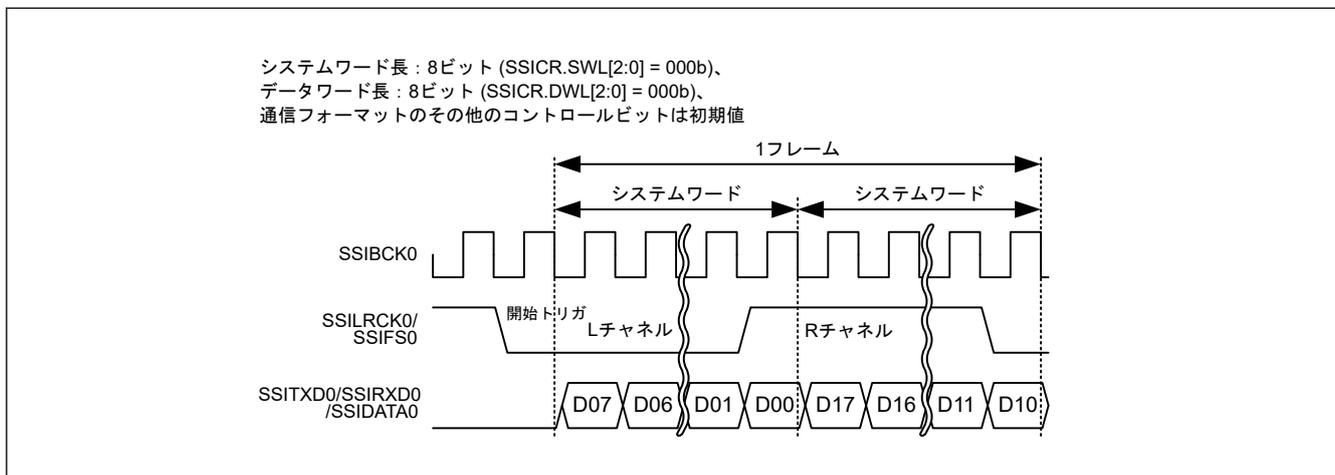 システムワード長：8ビット (SSICR.SWL[2:0] = 000b)、
データワード長：8ビット (SSICR.DWL[2:0] = 000b)、
通信フォーマットのその他のコントロールビットは初期値
1フレーム
システムワード
システムワード
SSIBCK0
SSILRCK0/
SSIFS0
開始トリガ
Lチャネル
Rチャネル
SSITXD0/SSIRXD0
/SSIDATA0
D07
D06
D01
D00
D17
D16
D11
D10